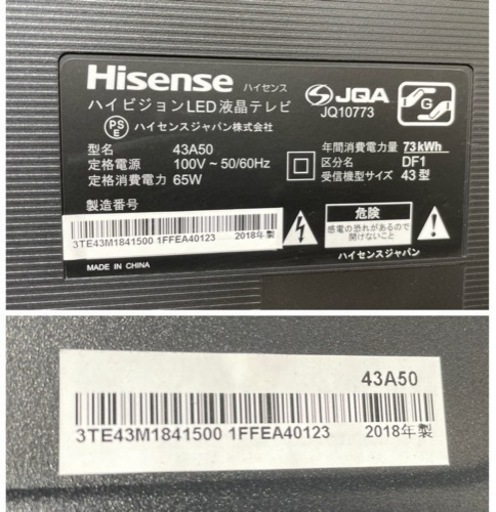 Hisense ハイセンス
ハイビジョンLED液晶テレビ
PSE ハイセンスジャパン株式会社
JQA
JQ10773
G
型名 43A50
定格電源 100V～50/60Hz
定格消費電力 65W
年間消費電力量 73kWh
区分名 DF1
受信機型サイズ 43型
製造番号
3TE43M1841500 1FFEA40123 2018年製
危険
感電の恐れがあるので
開けないこと
ハイセンスジャパン
MADE IN CHINA
43A50
3TE43M1841500 1FFEA40123 2018年製